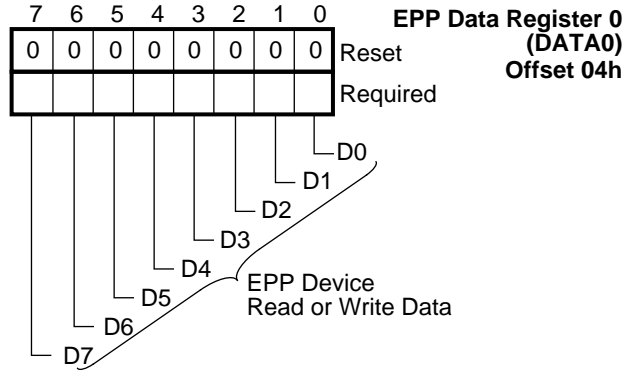 7 6 5 4 3 2 1 0
EPP Data Register 0
(DATA0)
Offset 04h
0 0 0 0 0 0 0 0 Reset
Required
D0
D1
D2
D3
D4
D5
D6
D7
EPP Device
Read or Write Data